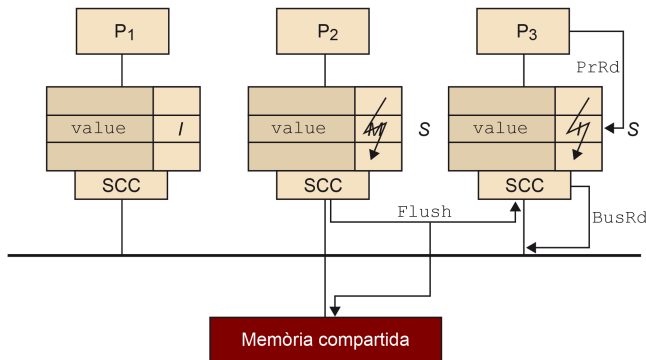 P1
P2
P3
PrRd
value I
value M S
value I S
SCC
SCC
SCC
Flush
BusRd
Memòria compartida